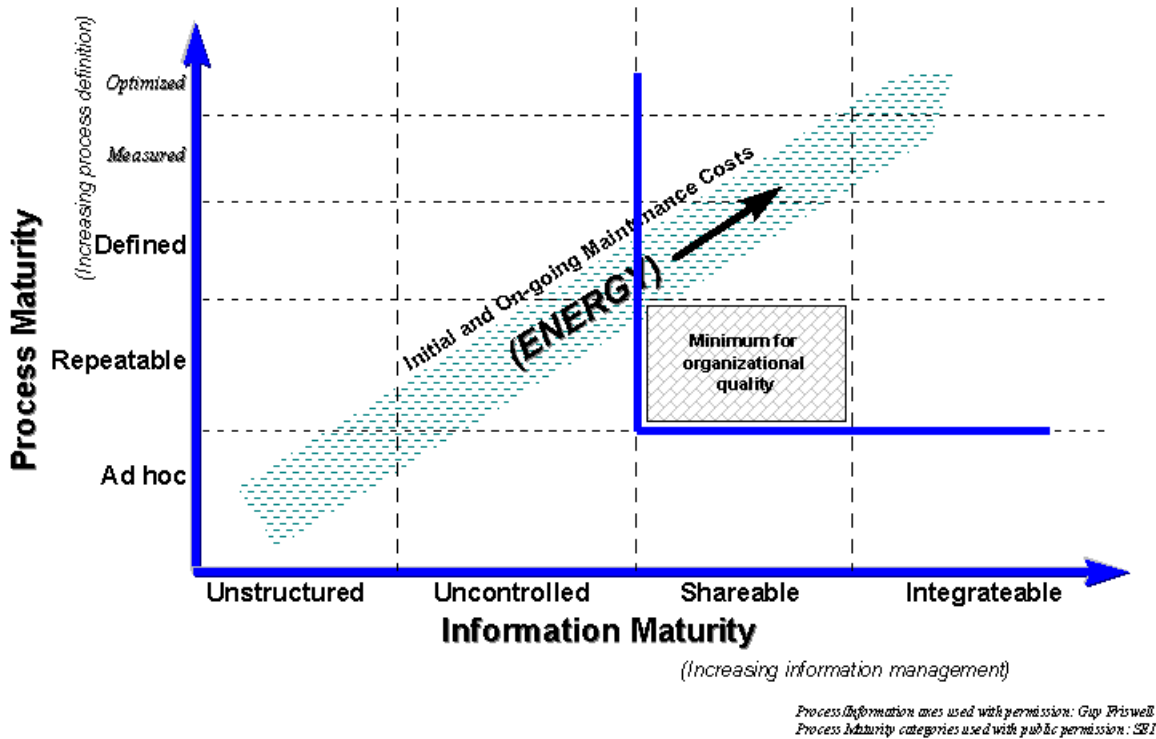 Process Maturity
(Increasing process definition)
Optimized
Measured
Defined
Repeatable
Ad hoc
Initial and On-going Maintenance Costs
(ENERGY)
Minimum for
organizational
quality
Unstructured
Uncontrolled
Shareable
Integrateable
Information Maturity
(Increasing information management)
Process/Information axes used with permission: Guy Friswell
Process Maturity categories used with public permission: SEI